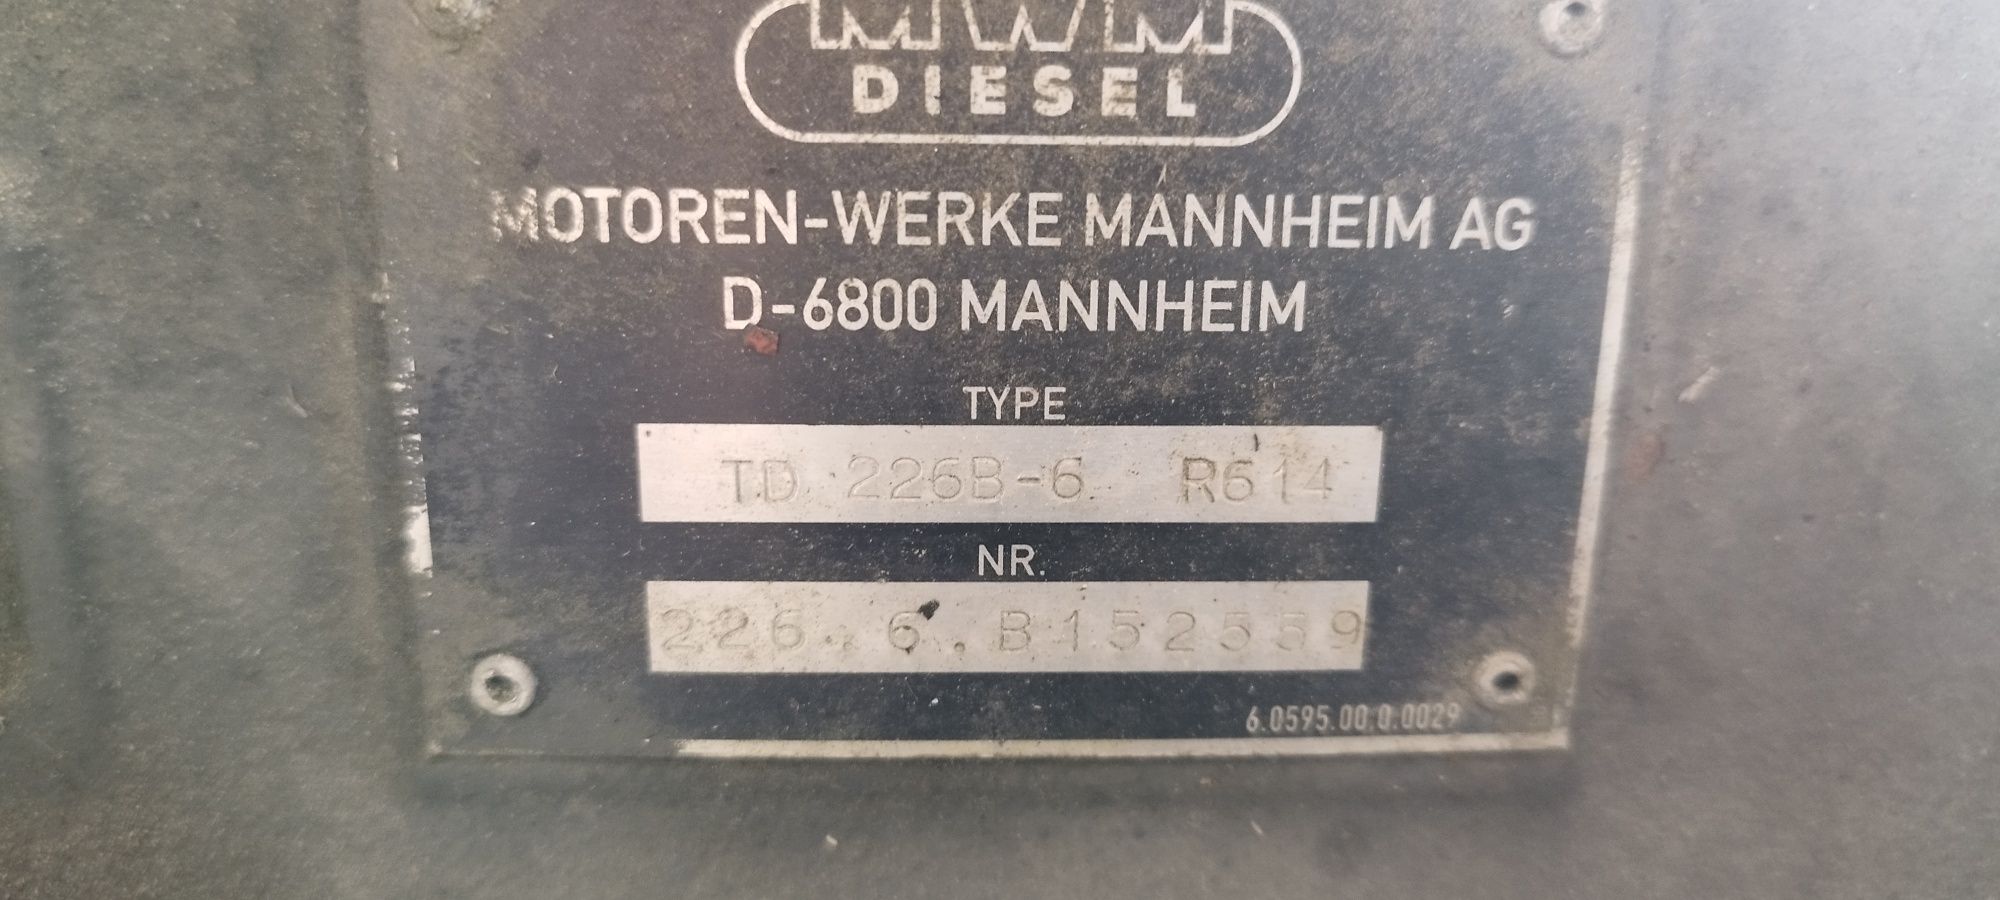 MWM
DIESEL
MOTOREN-WERKE MANNHEIM AG
D-6800 MANNHEIM
TYPE
TD 226B-6 R614
NR.
226.6.B152559
6.0595.00.0.0029